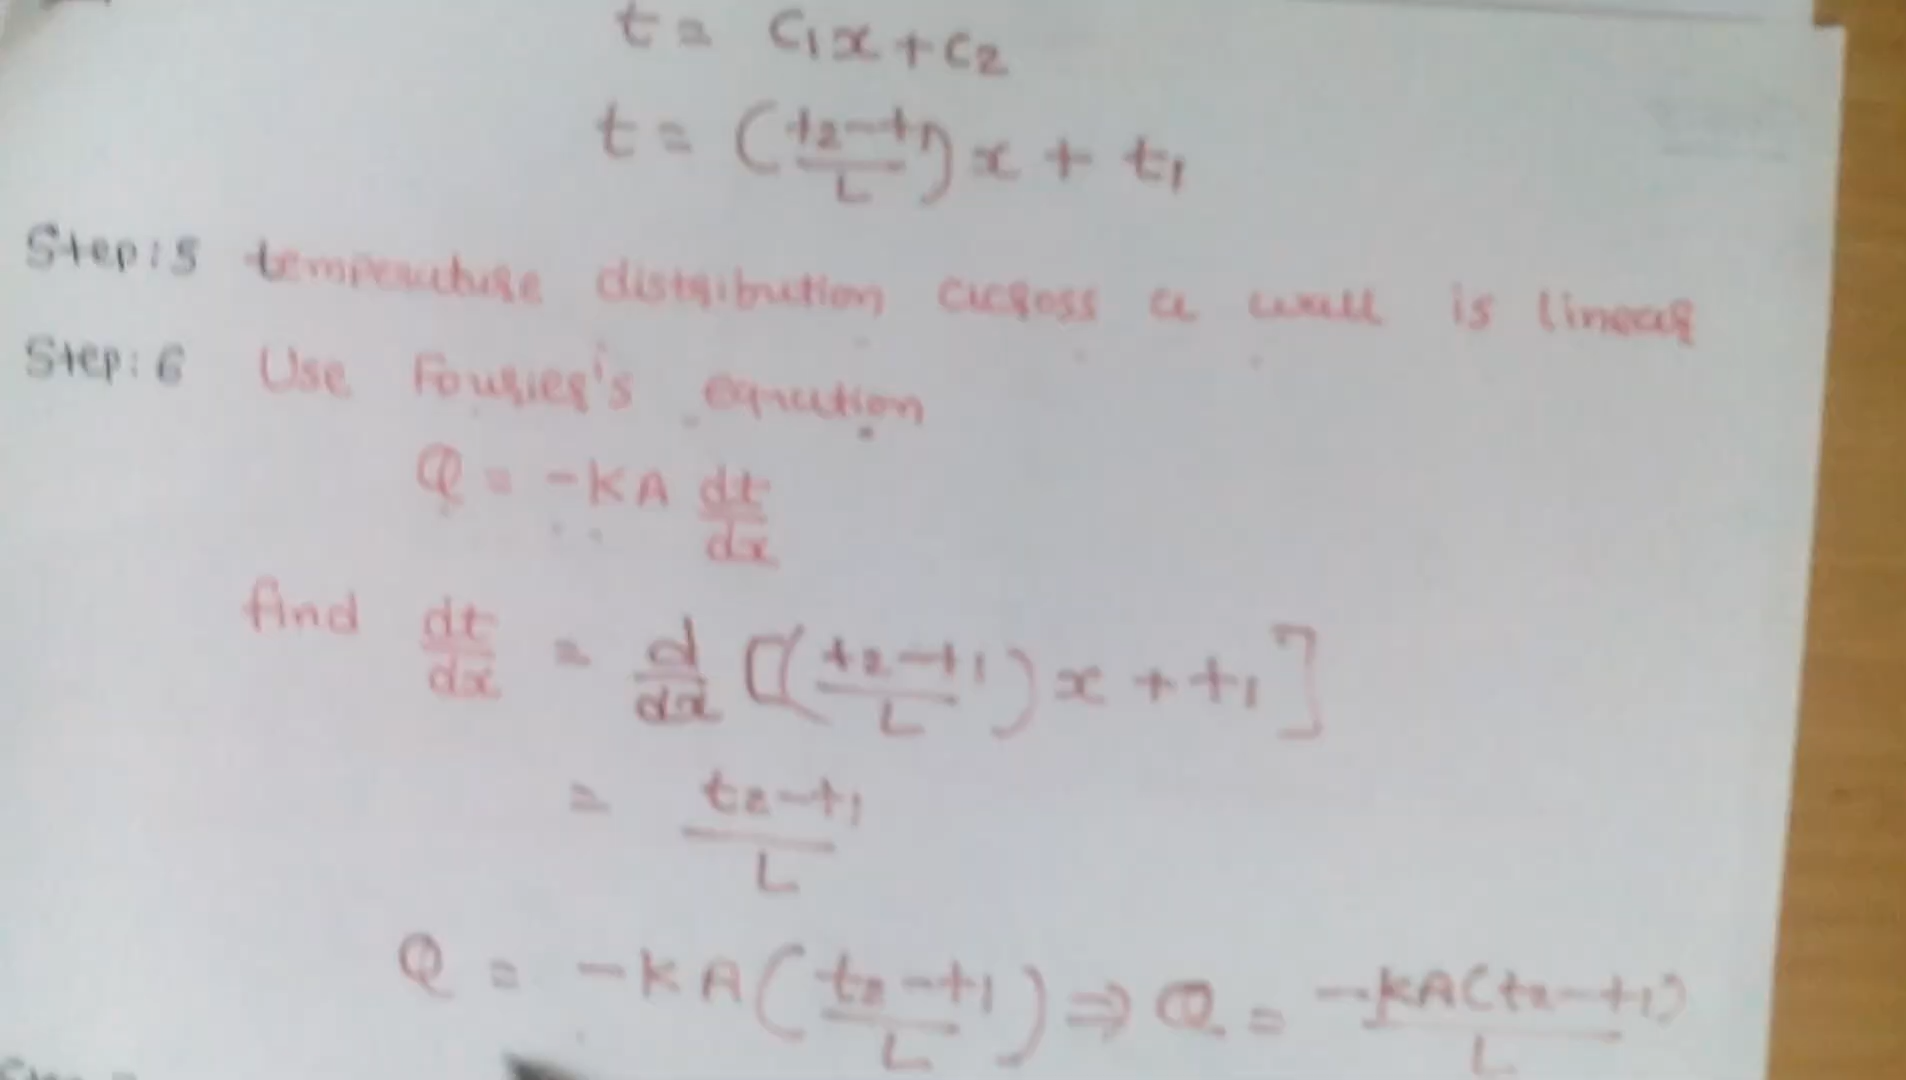 t = C1x + C2
t = (t2-t1/L) x + t1
Step:5 temperature distribution across a wall is linear
Step:6 Use Fourier's equation
Q = -KA dt/dx
find dt/dx = d/dx [(t2-t1/L) x + t1]
= t2-t1/L
Q = -KA (t2-t1/L) ⇒ Q = -KA(t2-t1)/L